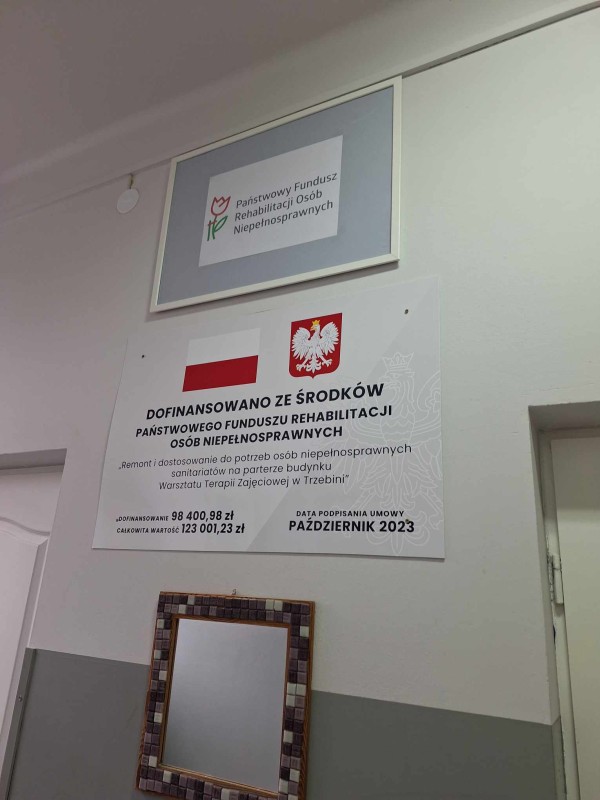 Państwowy Fundusz
Rehabilitacji Osób
Niepełnosprawnych
DOFINANSOWANO ZE ŚRODKÓW
PAŃSTWOWEGO FUNDUSZU REHABILITACJI
OSÓB NIEPEŁNOSPRAWNYCH
„Remont i dostosowanie do potrzeb osób niepełnosprawnych
sanitariatów na parterze budynku
Warsztatu Terapii Zajęciowej w Trzebini”
DOFINANSOWANIE 98 400,98 zł
CAŁKOWITA WARTOŚĆ 123 001,23 zł
DATA PODPISANIA UMOWY
PAŹDZIERNIK 2023